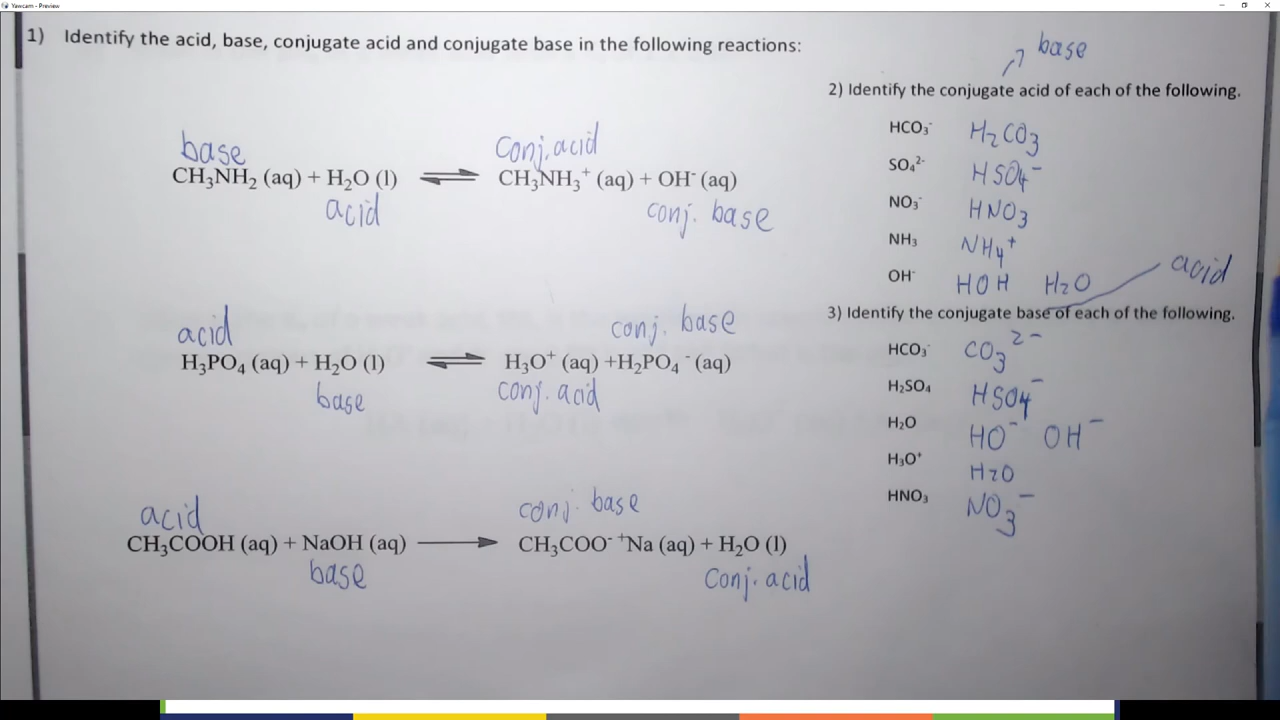 Yawcam - Preview
1) Identify the acid, base, conjugate acid and conjugate base in the following reactions:
base conj. acid
CH₃NH₂ (aq) + H₂O (l) ⇌ CH₃NH₃⁺ (aq) + OH⁻ (aq)
acid conj. base
acid conj. base
H₃PO₄ (aq) + H₂O (l) ⇌ H₃O⁺ (aq) +H₂PO₄ ⁻ (aq)
base conj. acid
acid conj. base
CH₃COOH (aq) + NaOH (aq) ⟶ CH₃COO⁻ ⁺Na (aq) + H₂O (l)
base Conj. acid
base
2) Identify the conjugate acid of each of the following.
HCO₃⁻ H₂CO₃
SO₄²⁻ HSO₄⁻
NO₃⁻ HNO₃
NH₃ NH₄⁺
OH⁻ HOH H₂O
acid
3) Identify the conjugate base of each of the following.
HCO₃⁻ CO₃²⁻
H₂SO₄ HSO₄⁻
H₂O HO⁻ OH⁻
H₃O⁺ H₂O
HNO₃ NO₃⁻